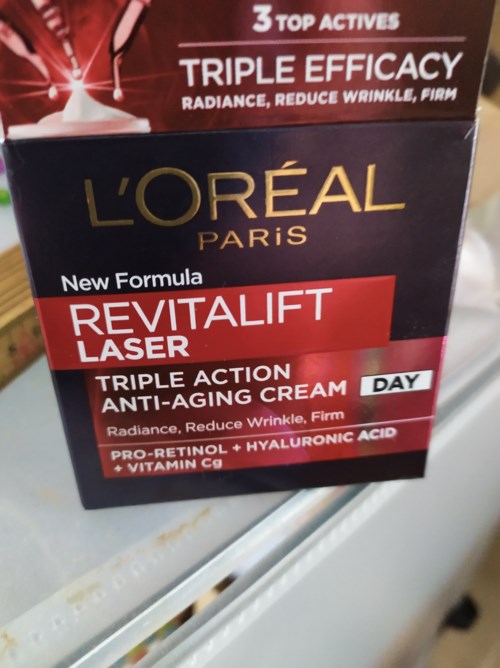 3 TOP ACTIVES
TRIPLE EFFICACY
RADIANCE, REDUCE WRINKLE, FIRM
L'ORÉAL
PARiS
New Formula
REVITALIFT
LASER
TRIPLE ACTION
ANTI-AGING CREAM DAY
Radiance, Reduce Wrinkle, Firm
PRO-RETINOL + HYALURONIC ACID
+ VITAMIN Cg